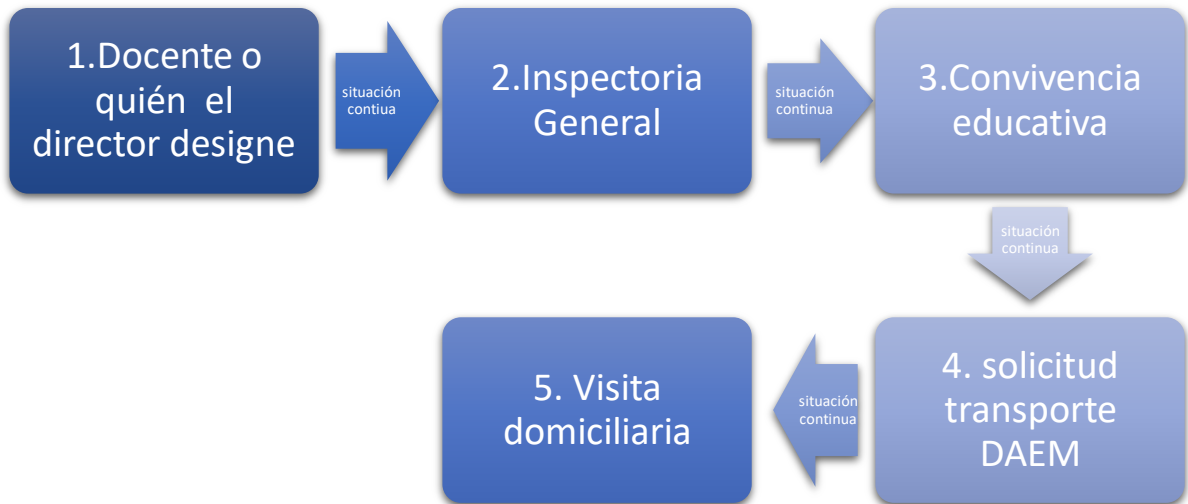 1.Docente o
quién el
director designe
situación
contiua
2.Inspectoria
General
situación
continua
3.Convivencia
educativa
situación
continua
4. solicitud
transporte
DAEM
situación
continua
5. Visita
domiciliaria